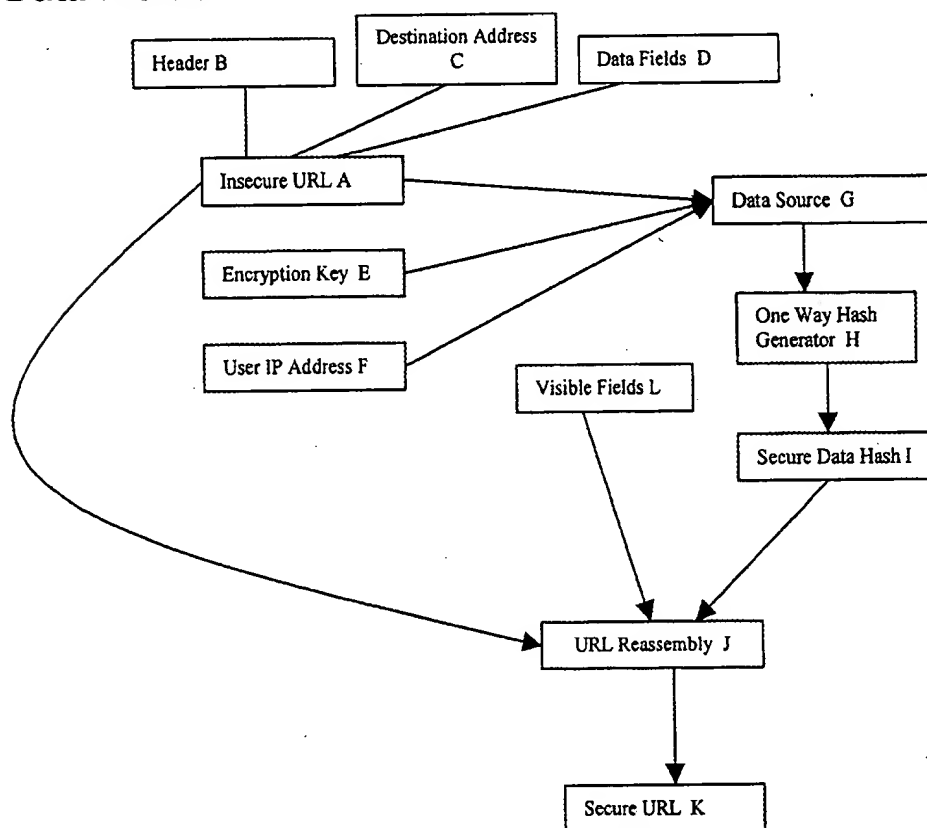 Header B
Destination Address
C
Data Fields D
Insecure URL A
Data Source G
Encryption Key E
One Way Hash
Generator H
User IP Address F
Visible Fields L
Secure Data Hash I
URL Reassembly J
Secure URL K